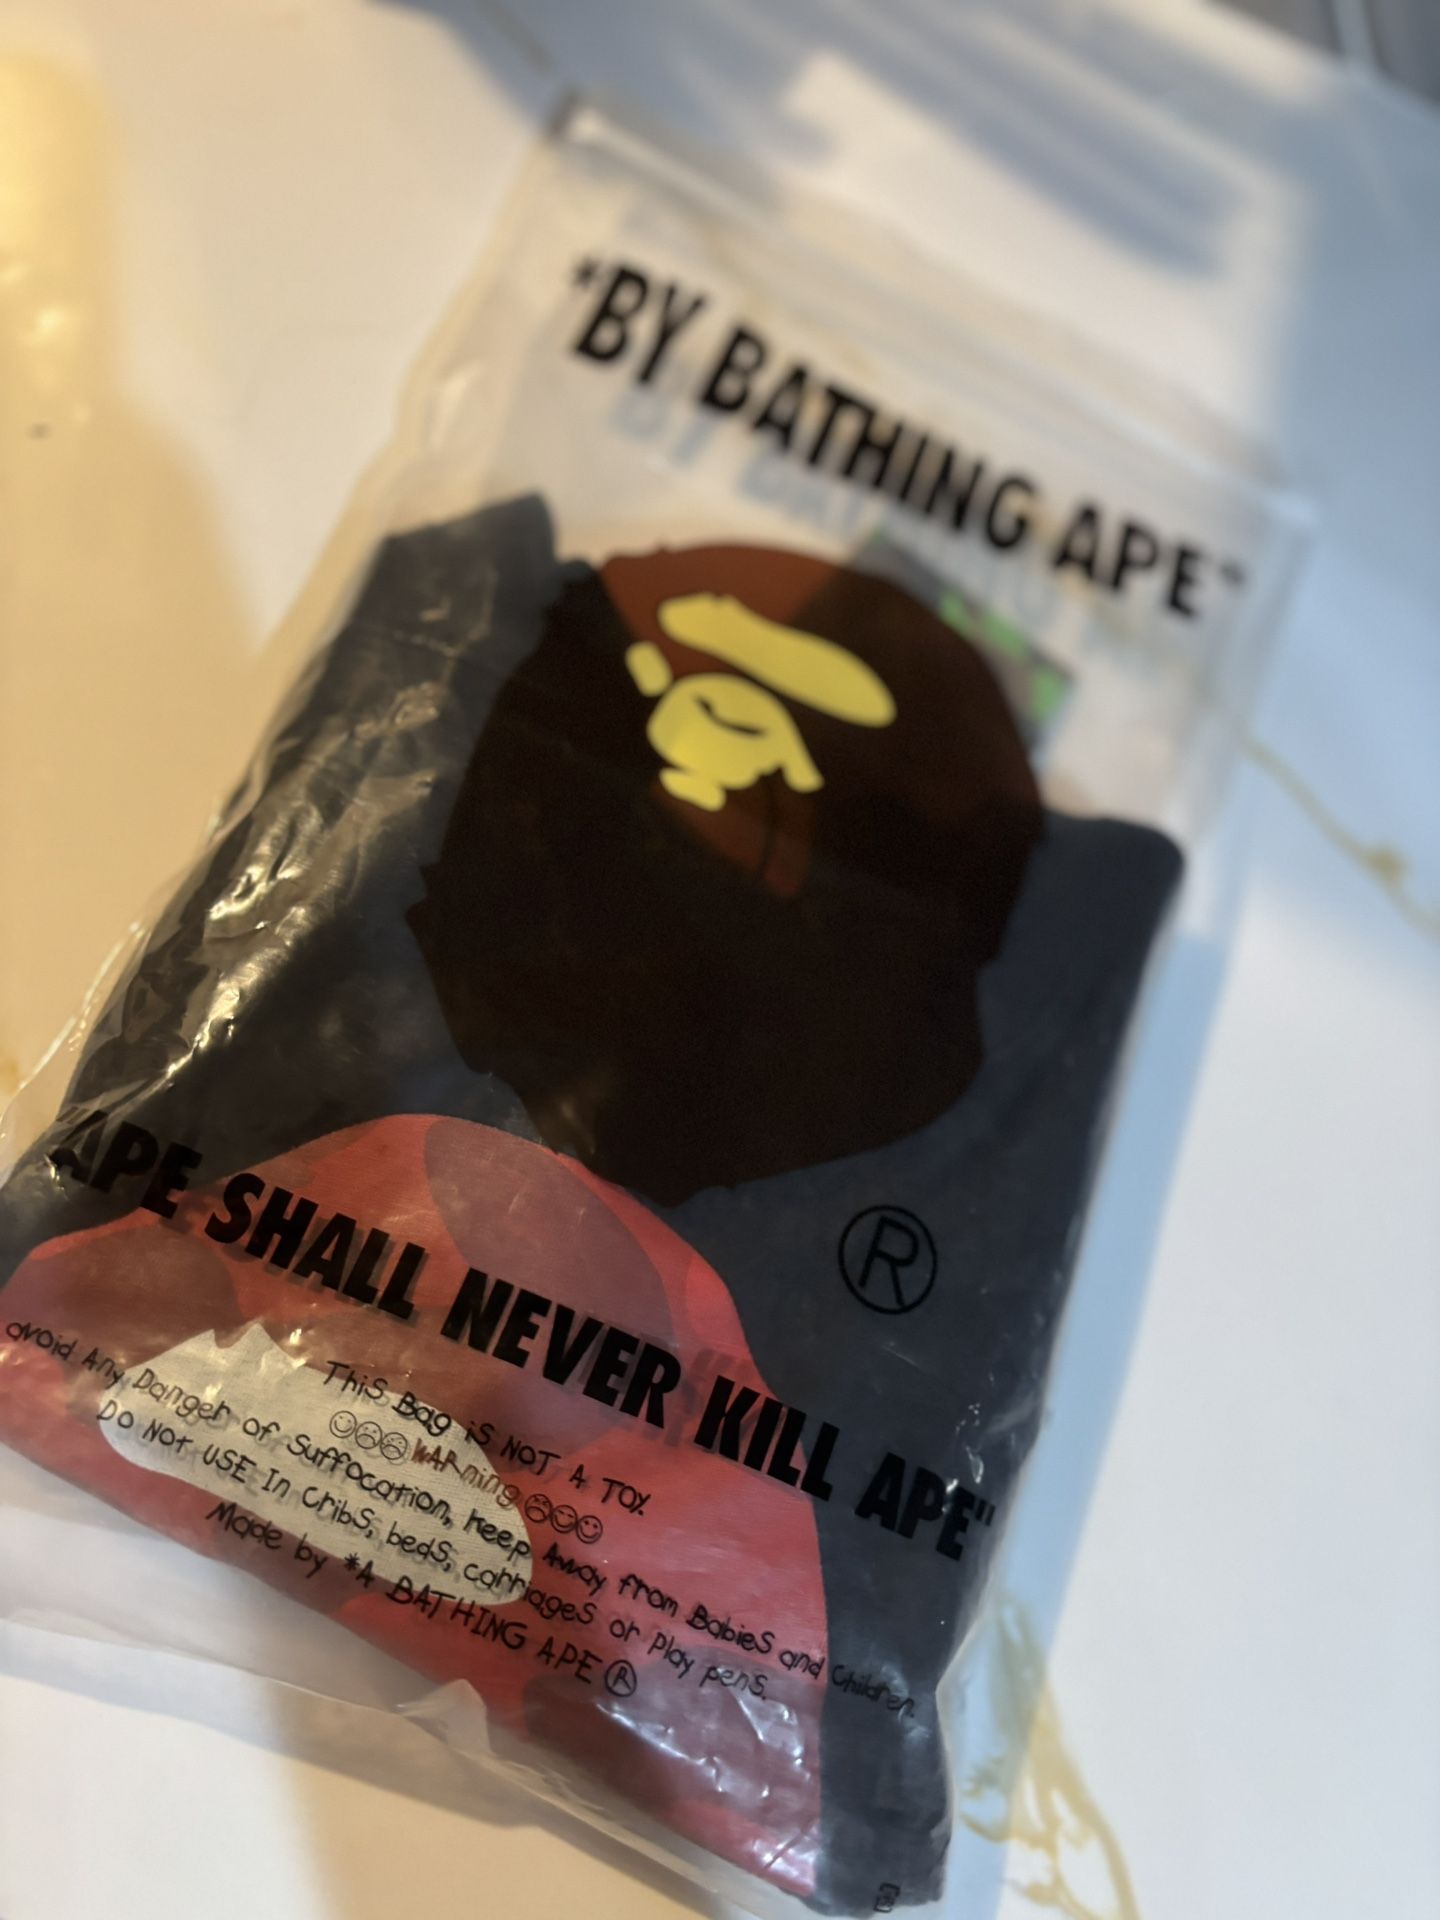 "BY BATHING APE"
®
"APE SHALL NEVER KILL APE"
This Bag is NOT A TOY.
WARning
avoid Any Danger of Suffocation, keep Away from Babies and Children.
DO NOT USE In cribs, beds, carriages or play pens.
Made by *A BATHING APE ®